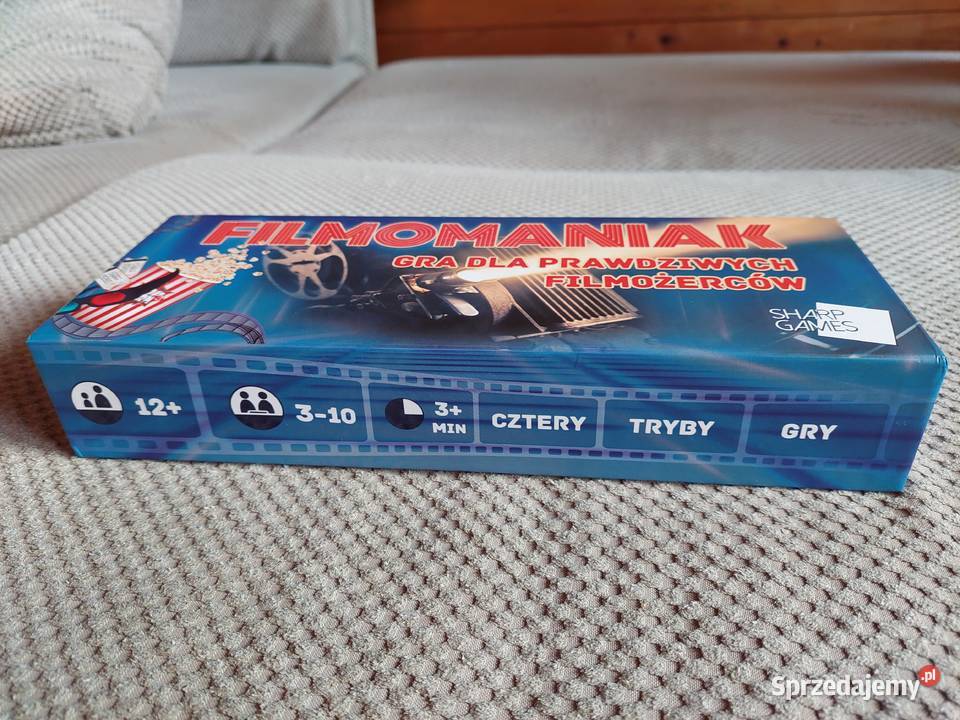 FILMOMANIAK
GRA DLA PRAWDZIWYCH
FILMOŻERCÓW
SHARP
GAMES
12+
3-10
3+
MIN
CZTERY
TRYBY
GRY
Sprzedajemy.pl